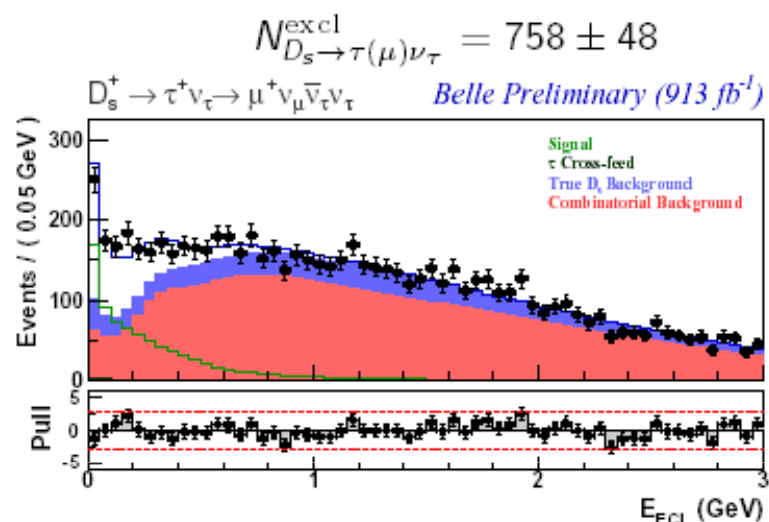 N^excl_{D_s→τ(μ)ν_τ} = 758 ± 48
D_s^+ → τ^+ν_τ → μ^+ν_μν̅_τν_τ Belle Preliminary (913 fb^-1)
Events / ( 0.05 GeV )
300
200
100
0
Signal
τ Cross-feed
True D_s Background
Combinatorial Background
Pull
5
0
-5
0 1 2 3
E_ECL (GeV)